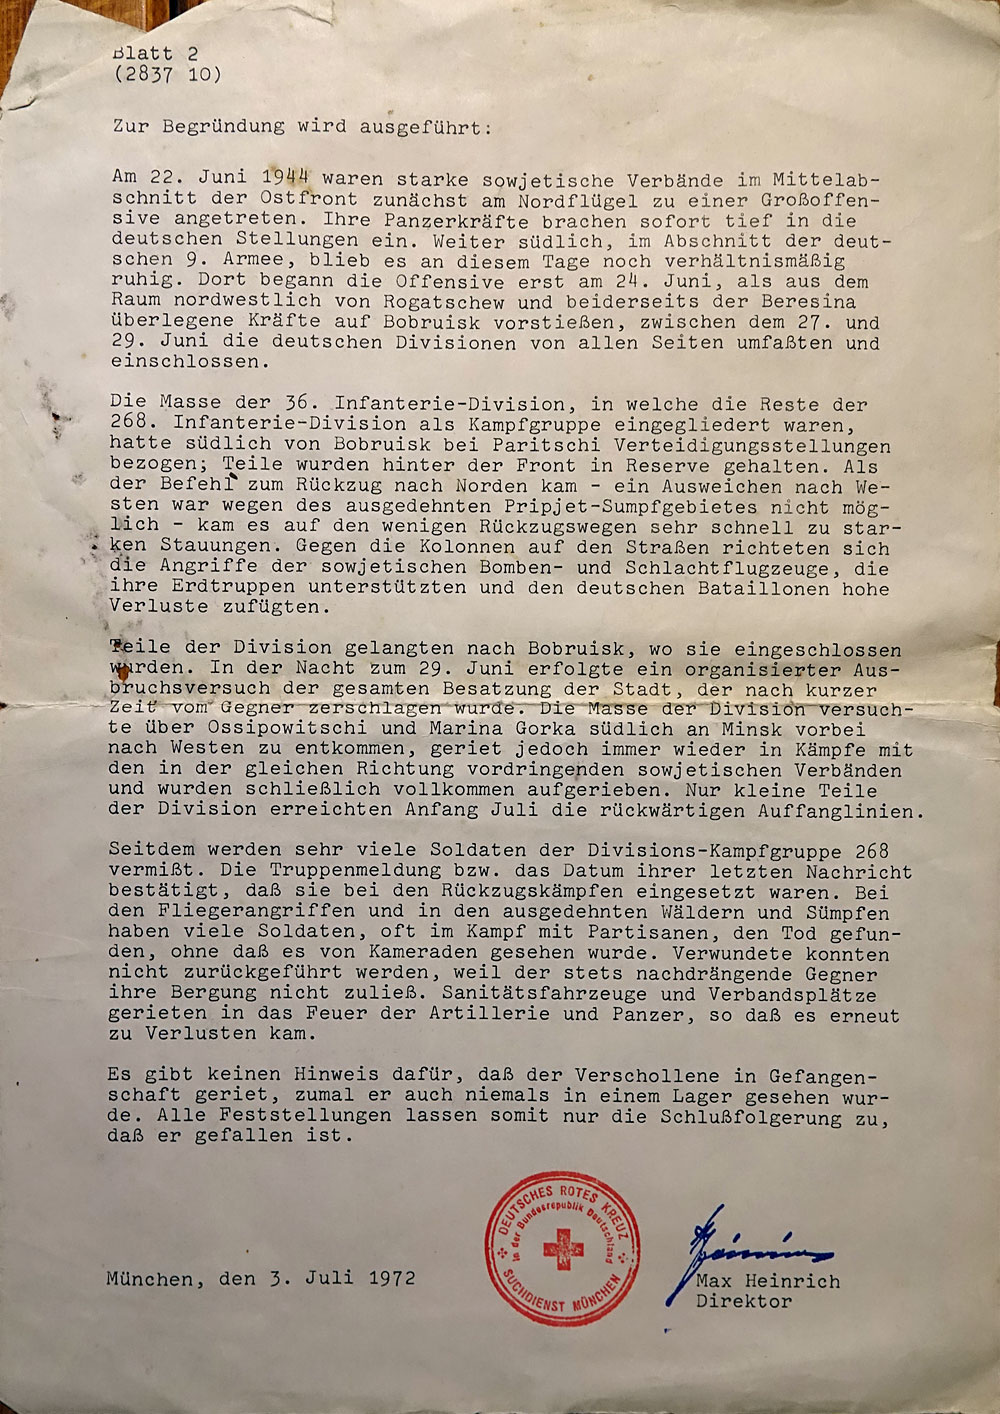 Blatt 2
(2837 10)
Zur Begründung wird ausgeführt:
Am 22. Juni 1944 waren starke sowjetische Verbände im Mittelab-
schnitt der Ostfront zunächst am Nordflügel zu einer Großoffen-
sive angetreten. Ihre Panzerkräfte brachen sofort tief in die
deutschen Stellungen ein. Weiter südlich, im Abschnitt der deut-
schen 9. Armee, blieb es an diesem Tage noch verhältnismäßig
ruhig. Dort begann die Offensive erst am 24. Juni, als aus dem
Raum nordwestlich von Rogatschew und beiderseits der Beresina
überlegene Kräfte auf Bobruisk vorstießen, zwischen dem 27. und
29. Juni die deutschen Divisionen von allen Seiten umfaßten und
einschlossen.
Die Masse der 36. Infanterie-Division, in welche die Reste der
268. Infanterie-Division als Kampfgruppe eingegliedert waren,
hatte südlich von Bobruisk bei Paritschi Verteidigungsstellungen
bezogen; Teile wurden hinter der Front in Reserve gehalten. Als
der Befehl zum Rückzug nach Norden kam - ein Ausweichen nach We-
sten war wegen des ausgedehnten Pripjet-Sumpfgebietes nicht mög-
lich - kam es auf den wenigen Rückzugswegen sehr schnell zu star-
ken Stauungen. Gegen die Kolonnen auf den Straßen richteten sich
die Angriffe der sowjetischen Bomben- und Schlachtflugzeuge, die
ihre Erdtruppen unterstützten und den deutschen Bataillonen hohe
Verluste zufügten.
Teile der Division gelangten nach Bobruisk, wo sie eingeschlossen
wurden. In der Nacht zum 29. Juni erfolgte ein organisierter Aus-
bruchsversuch der gesamten Besatzung der Stadt, der nach kurzer
Zeit vom Gegner zerschlagen wurde. Die Masse der Division versuch-
te über Ossipowitschi und Marina Gorka südlich an Minsk vorbei
nach Westen zu entkommen, geriet jedoch immer wieder in Kämpfe mit
den in der gleichen Richtung vordringenden sowjetischen Verbänden
und wurden schließlich vollkommen aufgerieben. Nur kleine Teile
der Division erreichten Anfang Juli die rückwärtigen Auffanglinien.
Seitdem werden sehr viele Soldaten der Divisions-Kampfgruppe 268
vermißt. Die Truppenmeldung bzw. das Datum ihrer letzten Nachricht
bestätigt, daß sie bei den Rückzugskämpfen eingesetzt waren. Bei
den Fliegerangriffen und in den ausgedehnten Wäldern und Sümpfen
haben viele Soldaten, oft im Kampf mit Partisanen, den Tod gefun-
den, ohne daß es von Kameraden gesehen wurde. Verwundete konnten
nicht zurückgeführt werden, weil der stets nachdrängende Gegner
ihre Bergung nicht zuließ. Sanitätsfahrzeuge und Verbandsplätze
gerieten in das Feuer der Artillerie und Panzer, so daß es erneut
zu Verlusten kam.
Es gibt keinen Hinweis dafür, daß der Verschollene in Gefangen-
schaft geriet, zumal er auch niemals in einem Lager gesehen wur-
de. Alle Feststellungen lassen somit nur die Schlußfolgerung zu,
daß er gefallen ist.
DEUTSCHES ROTES KREUZ
in der Bundesrepublik Deutschland
SUCHDIENST MÜNCHEN
München, den 3. Juli 1972
Heinrich
Max Heinrich
Direktor